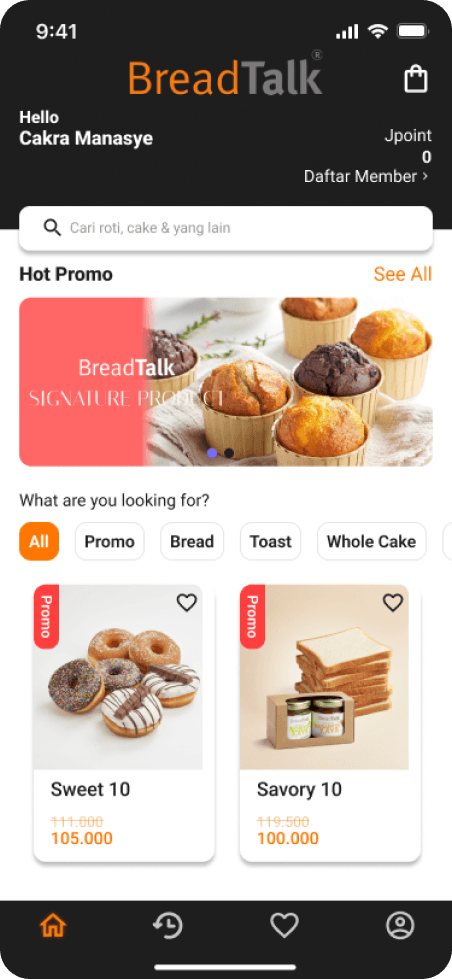 9:41
BreadTalk®
Hello
Cakra Manasye
Jpoint
0
Daftar Member ›
Cari roti, cake & yang lain
Hot Promo
See All
BreadTalk
SIGNATURE PRODUCT
What are you looking for?
All
Promo
Bread
Toast
Whole Cake
Promo
Promo
Sweet 10
111.000
105.000
Savory 10
119.500
100.000